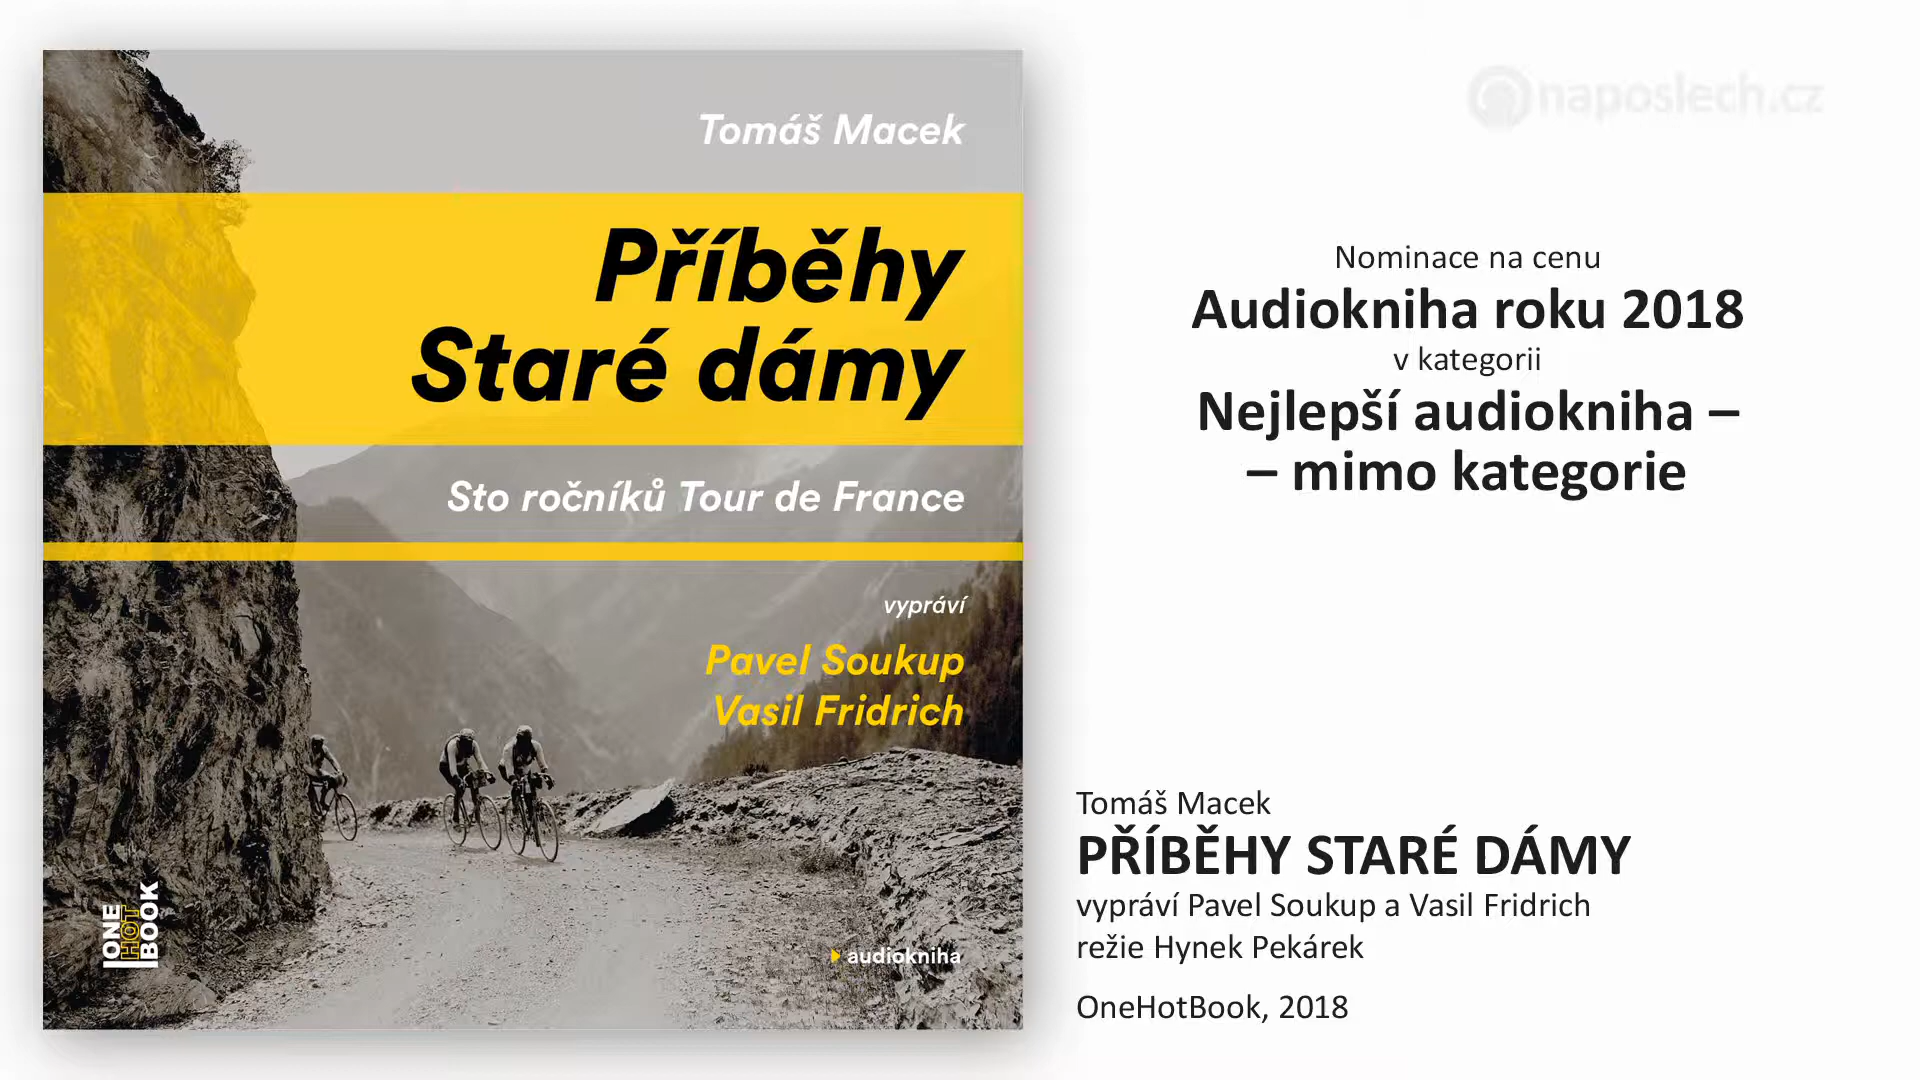 Tomáš Macek
Příběhy
Staré dámy
Sto ročníků Tour de France
vypráví
Pavel Soukup
Vasil Fridrich
ONE
HOT
BOOK
audiokniha
naposlech.cz
Nominace na cenu
Audiokniha roku 2018
v kategorii
Nejlepší audiokniha –
– mimo kategorie
Tomáš Macek
PŘÍBĚHY STARÉ DÁMY
vypráví Pavel Soukup a Vasil Fridrich
režie Hynek Pekárek
OneHotBook, 2018